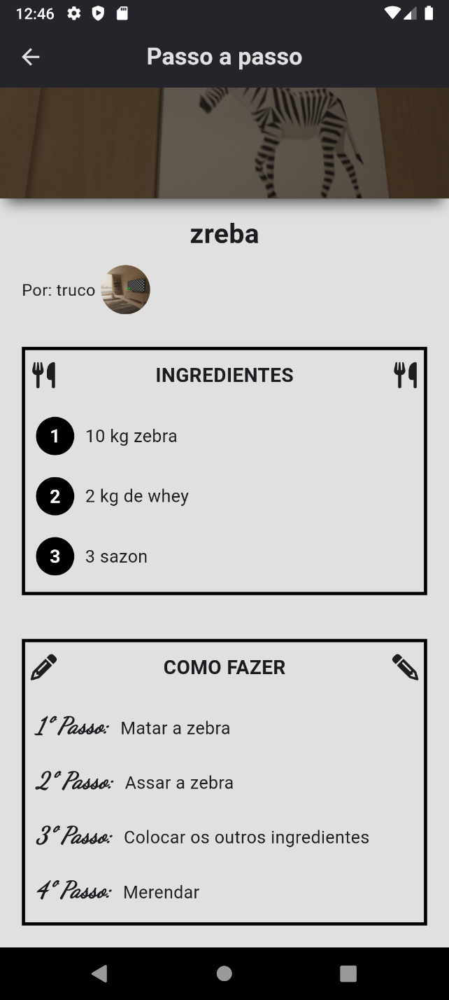 12:46
Passo a passo
zreba
Por: truco
INGREDIENTES
1 10 kg zebra
2 2 kg de whey
3 3 sazon
COMO FAZER
1º Passo: Matar a zebra
2º Passo: Assar a zebra
3º Passo: Colocar os outros ingredientes
4º Passo: Merendar